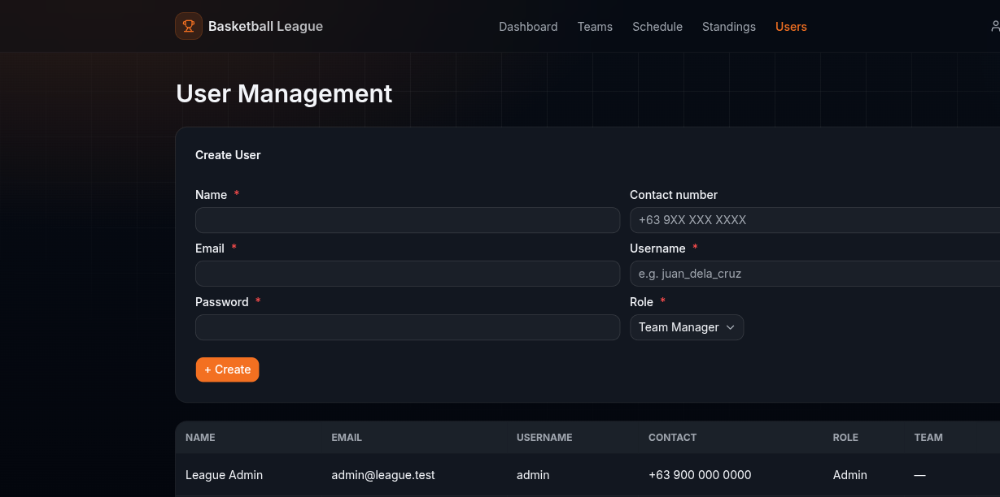 Basketball League
Dashboard Teams Schedule Standings Users
User Management
Create User
Name * Contact number
+63 9XX XXX XXXX
Email * Username *
e.g. juan_dela_cruz
Password * Role *
Team Manager
+ Create
NAME EMAIL USERNAME CONTACT ROLE TEAM
League Admin admin@league.test admin +63 900 000 0000 Admin —